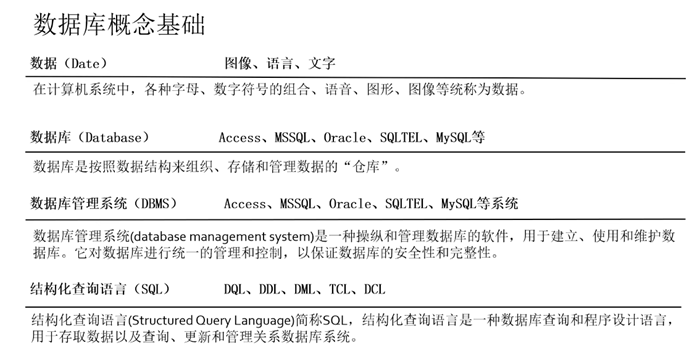 数据库概念基础
数据（Date） 图像、语言、文字
在计算机系统中，各种字母、数字符号的组合、语音、图形、图像等统称为数据。
数据库（Database） Access、MSSQL、Oracle、SQLTEL、MySQL等
数据库是按照数据结构来组织、存储和管理数据的“仓库”。
数据库管理系统（DBMS） Access、MSSQL、Oracle、SQLTEL、MySQL等系统
数据库管理系统(database management system)是一种操纵和管理数据库的软件，用于建立、使用和维护数
据库。它对数据库进行统一的管理和控制，以保证数据库的安全性和完整性。
结构化查询语言（SQL） DQL、DDL、DML、TCL、DCL
结构化查询语言(Structured Query Language)简称SQL，结构化查询语言是一种数据库查询和程序设计语言，
用于存取数据以及查询、更新和管理关系数据库系统。